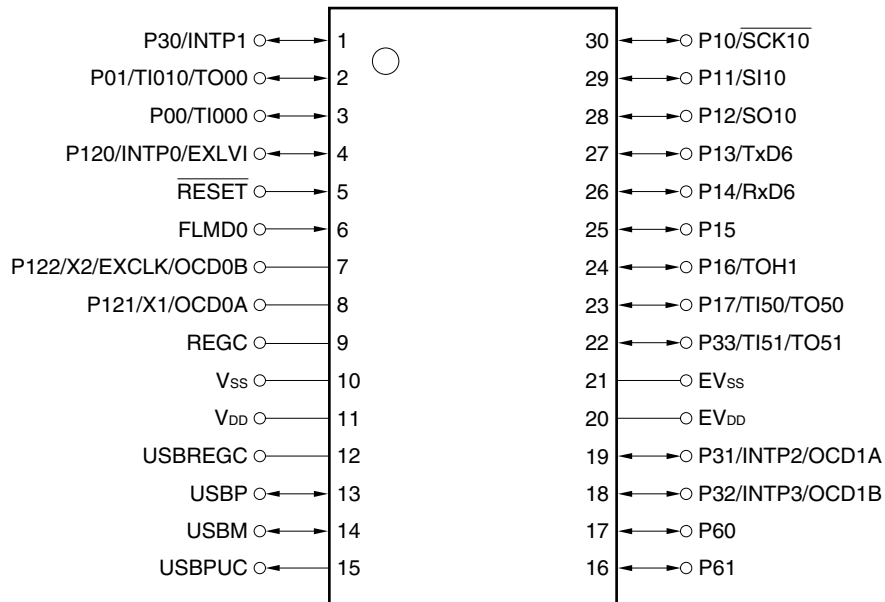 P30/INTP1 1 30 P10/SCK10
P01/TI010/TO00 2 29 P11/SI10
P00/TI000 3 28 P12/SO10
P120/INTP0/EXLVI 4 27 P13/TxD6
RESET 5 26 P14/RxD6
FLMD0 6 25 P15
P122/X2/EXCLK/OCD0B 7 24 P16/TOH1
P121/X1/OCD0A 8 23 P17/TI50/TO50
REGC 9 22 P33/TI51/TO51
VSS 10 21 EVSS
VDD 11 20 EVDD
USBREGC 12 19 P31/INTP2/OCD1A
USBP 13 18 P32/INTP3/OCD1B
USBM 14 17 P60
USBPUC 15 16 P61